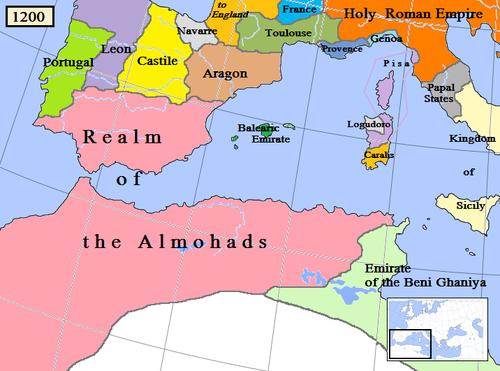 1200
to
England
France
Holy Roman Empire
Navarre
Leon
Toulouse
Genoa
Provence
Portugal
Castile
Pisa
Aragon
Papal
States
Realm
Balearic
Emirate
Logudoro
Kingdom
Caralis
of
of
Sicily
the Almohads
Emirate
of the Beni Ghaniya